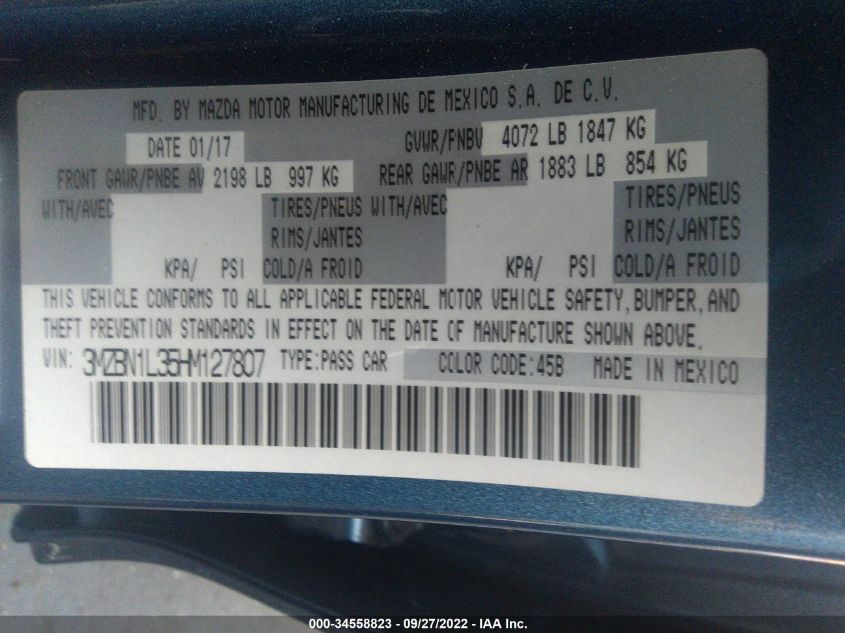 MFD. BY MAZDA MOTOR MANUFACTURING DE MEXICO S.A. DE C.V.
DATE 01/17 GVWR/PNBV 4072 LB 1847 KG
FRONT GAWR/PNBE AV 2198 LB 997 KG REAR GAWR/PNBE AR 1883 LB 854 KG
WITH/AVEC TIRES/PNEUS WITH/AVEC TIRES/PNEUS
RIMS/JANTES RIMS/JANTES
KPA/ PSI COLD/A FROID KPA/ PSI COLD/A FROID
THIS VEHICLE CONFORMS TO ALL APPLICABLE FEDERAL MOTOR VEHICLE SAFETY, BUMPER, AND
THEFT PREVENTION STANDARDS IN EFFECT ON THE DATE OF MANUFACTURE SHOWN ABOVE.
VIN: 3MZBN1L35HM127807 TYPE:PASS CAR COLOR CODE:45B MADE IN MEXICO
000-34558823 - 09/27/2022 - IAA Inc.